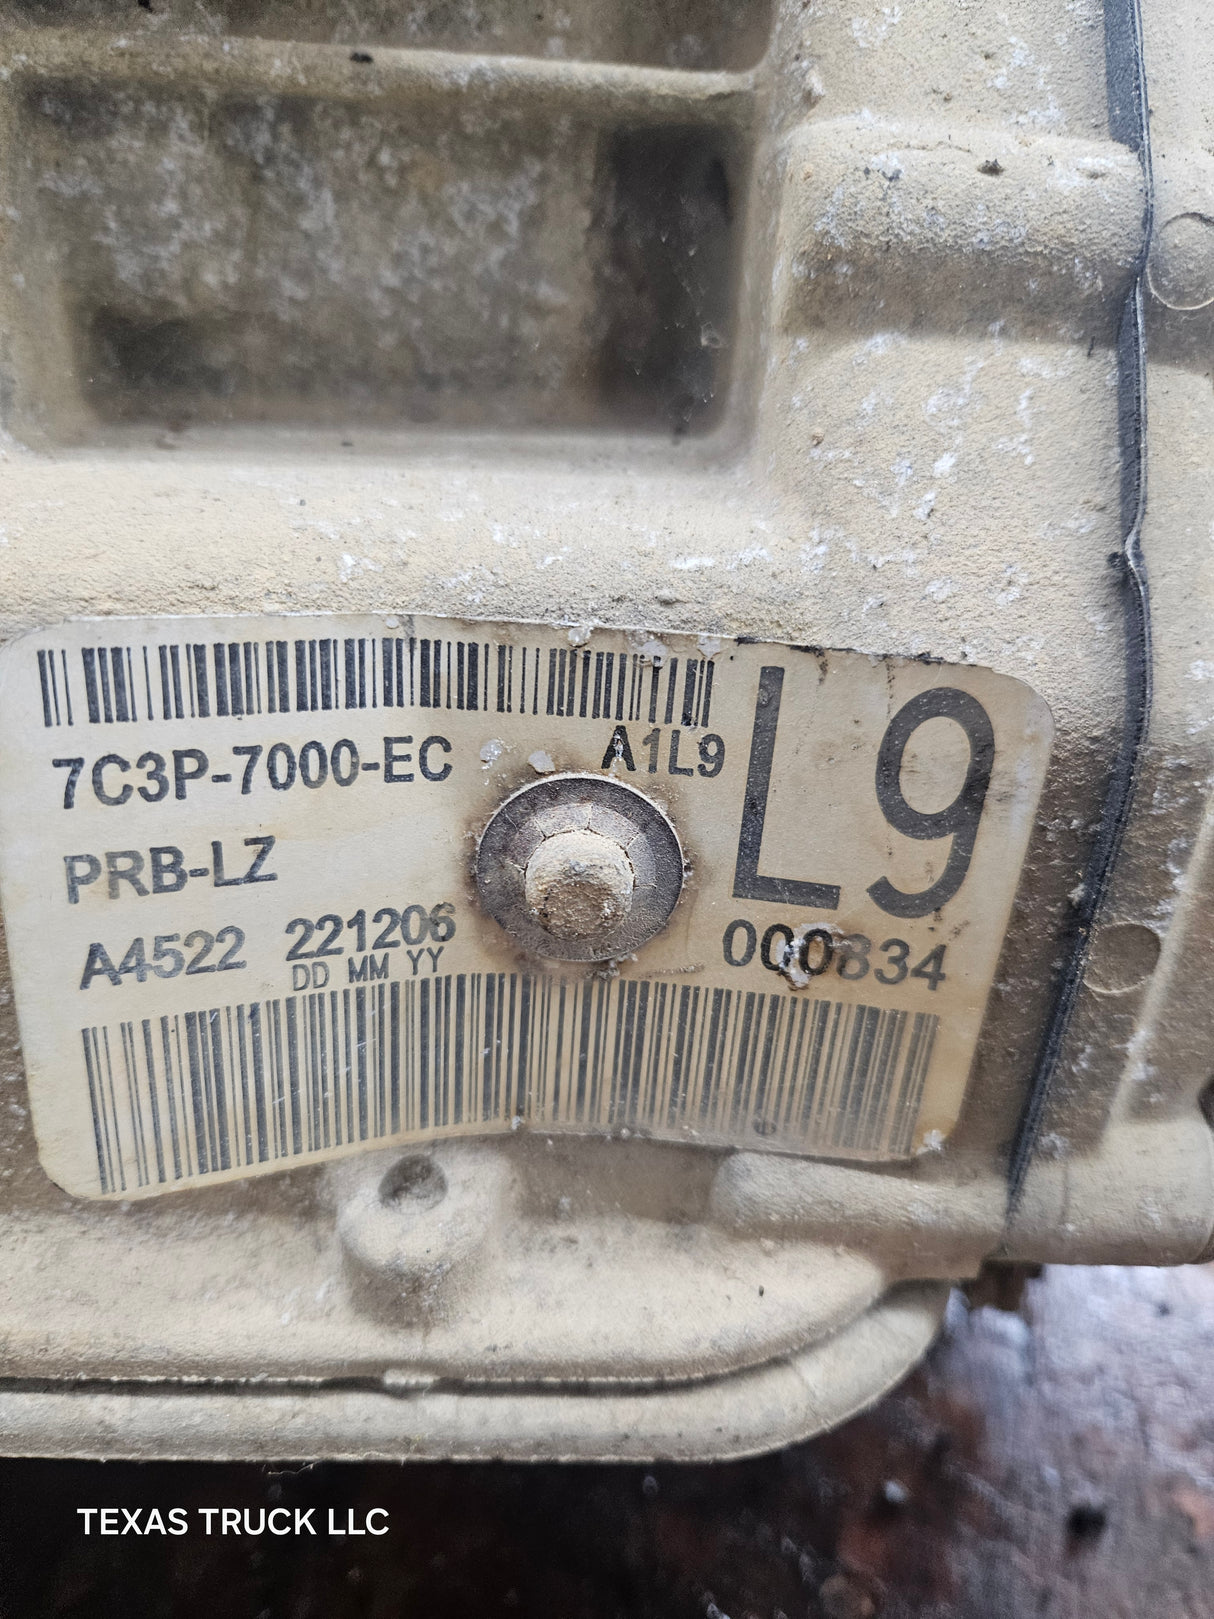 7C3P-7000-EC A1L9
L9
PRB-LZ
A4522 221206
DD MM YY
000834
TEXAS TRUCK LLC